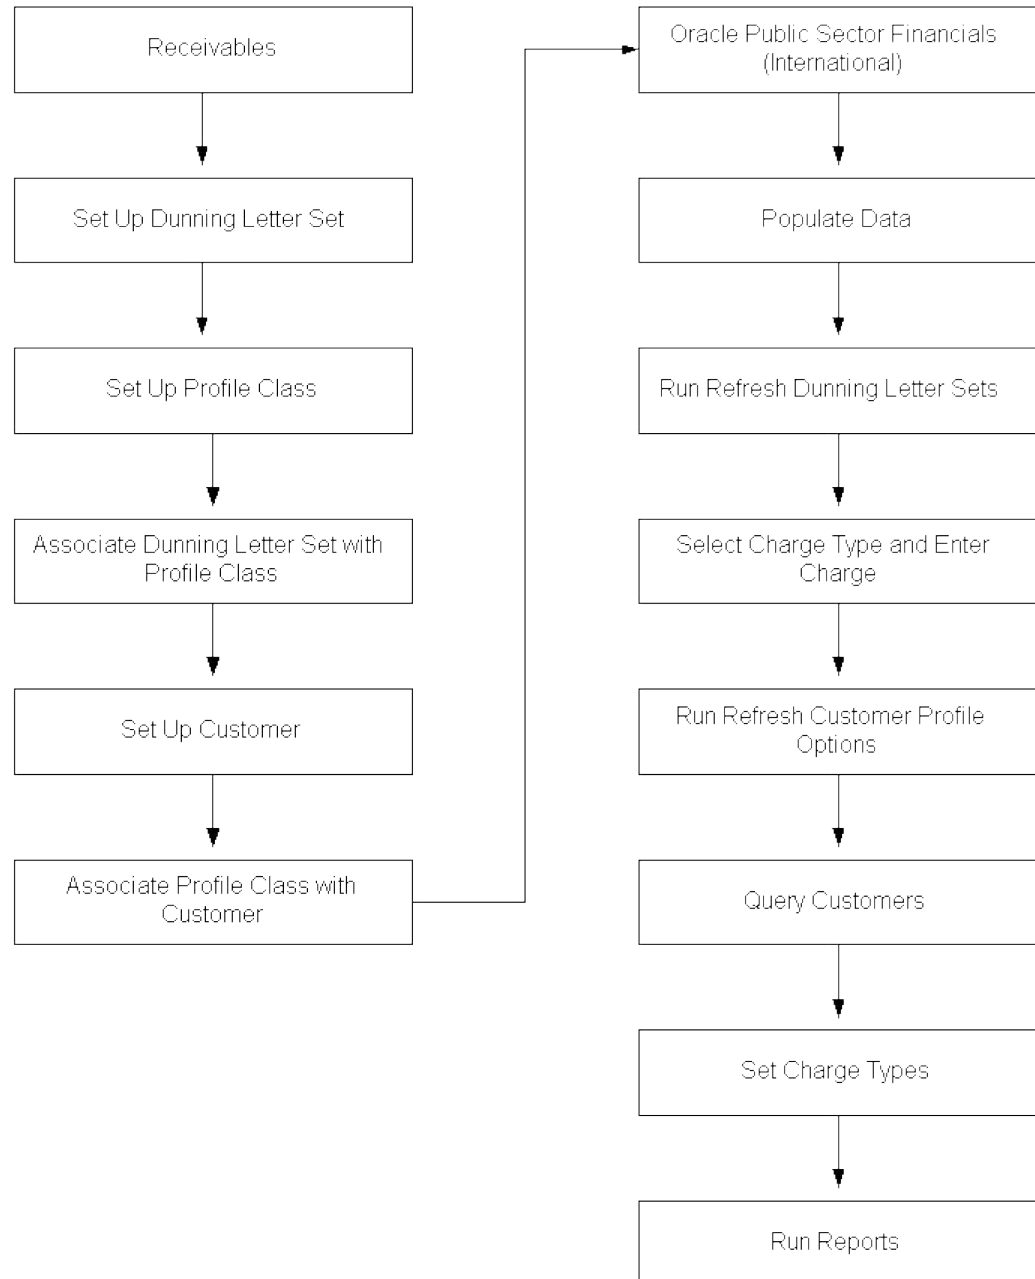 Receivables
Set Up Dunning Letter Set
Set Up Profile Class
Associate Dunning Letter Set with
Profile Class
Set Up Customer
Associate Profile Class with
Customer
Oracle Public Sector Financials
(International)
Populate Data
Run Refresh Dunning Letter Sets
Select Charge Type and Enter
Charge
Run Refresh Customer Profile
Options
Query Customers
Set Charge Types
Run Reports